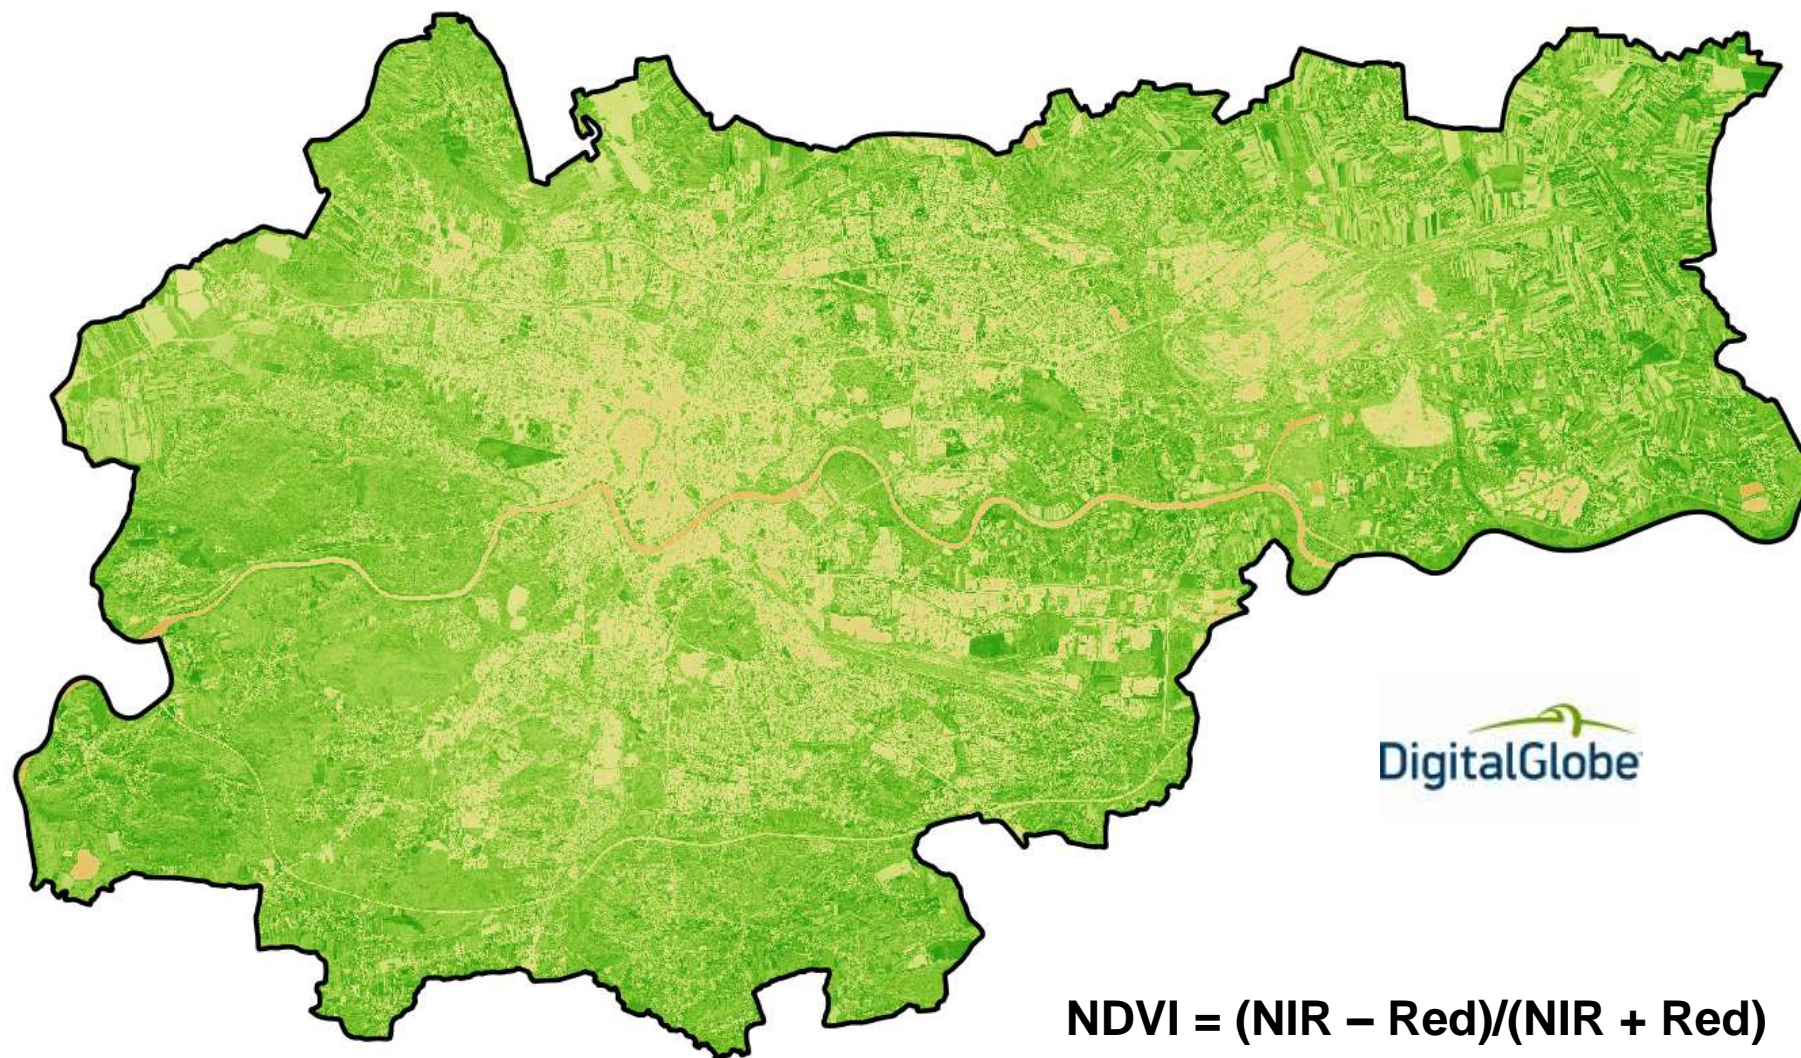 DigitalGlobe
NDVI = (NIR – Red)/(NIR + Red)